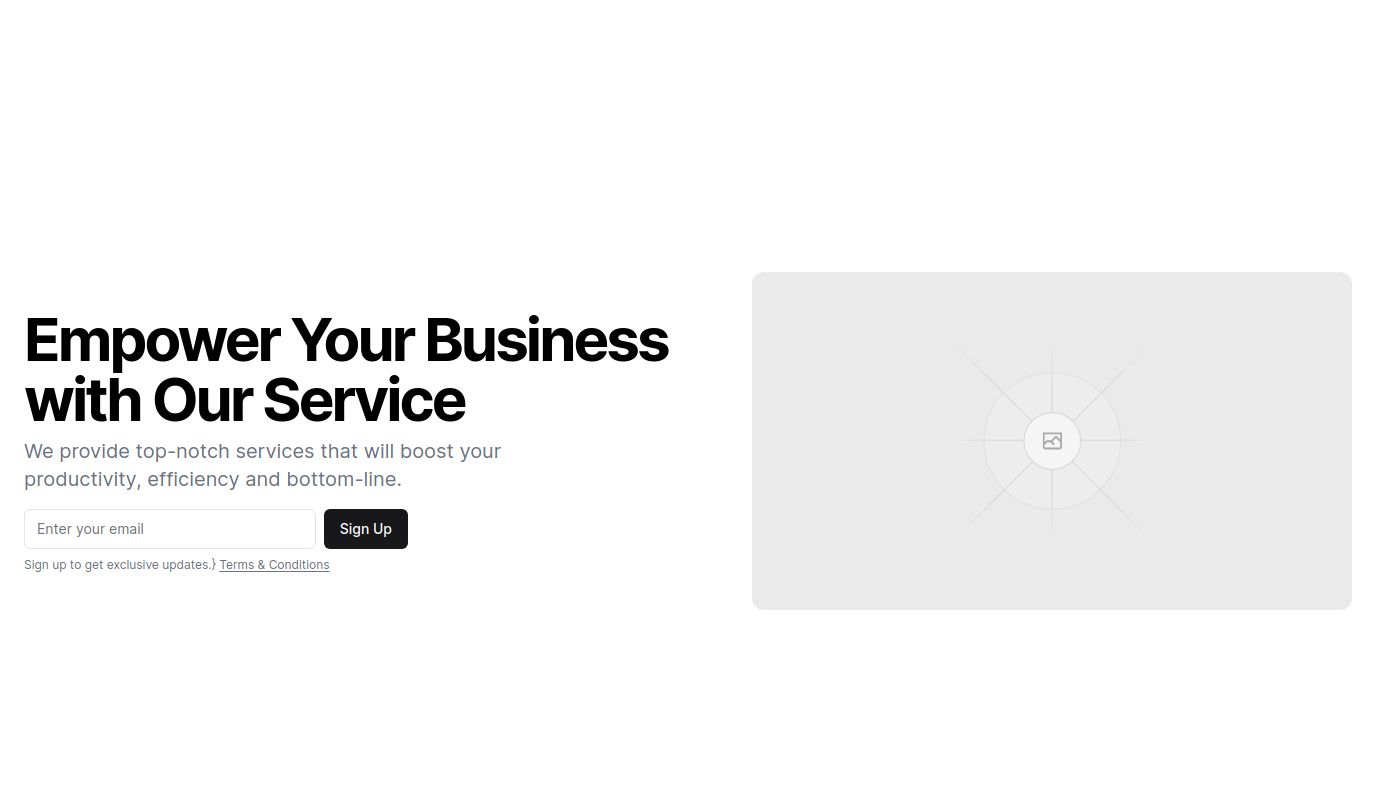 Empower Your Business
with Our Service
We provide top-notch services that will boost your
productivity, efficiency and bottom-line.
Enter your email
Sign Up
Sign up to get exclusive updates.} Terms & Conditions